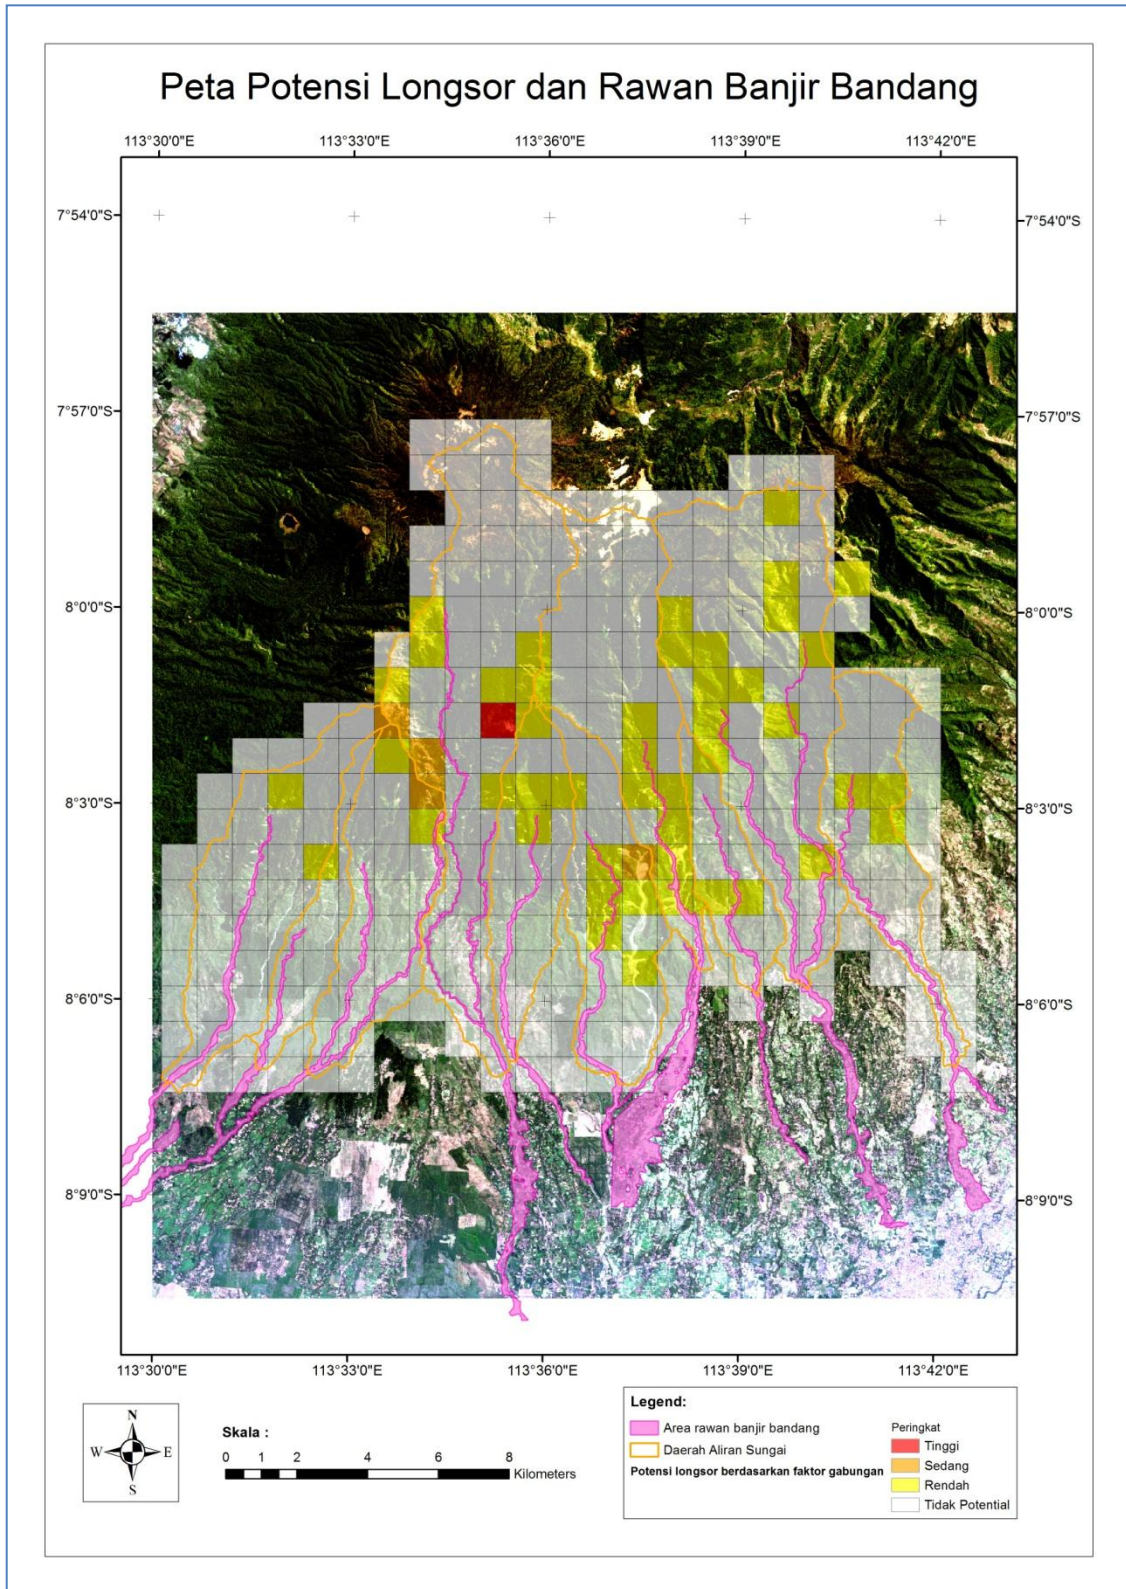 Peta Potensi Longsor dan Rawan Banjir Bandang
113°30'0"E 113°33'0"E 113°36'0"E 113°39'0"E 113°42'0"E
7°54'0"S 7°54'0"S
7°57'0"S 7°57'0"S
8°0'0"S 8°0'0"S
8°3'0"S 8°3'0"S
8°6'0"S 8°6'0"S
8°9'0"S 8°9'0"S
113°30'0"E 113°33'0"E 113°36'0"E 113°39'0"E 113°42'0"E
N
W E
S
Skala :
0 1 2 4 6 8
Kilometers
Legend:
Area rawan banjir bandang
Daerah Aliran Sungai
Potensi longsor berdasarkan faktor gabungan
Peringkat
Tinggi
Sedang
Rendah
Tidak Potential